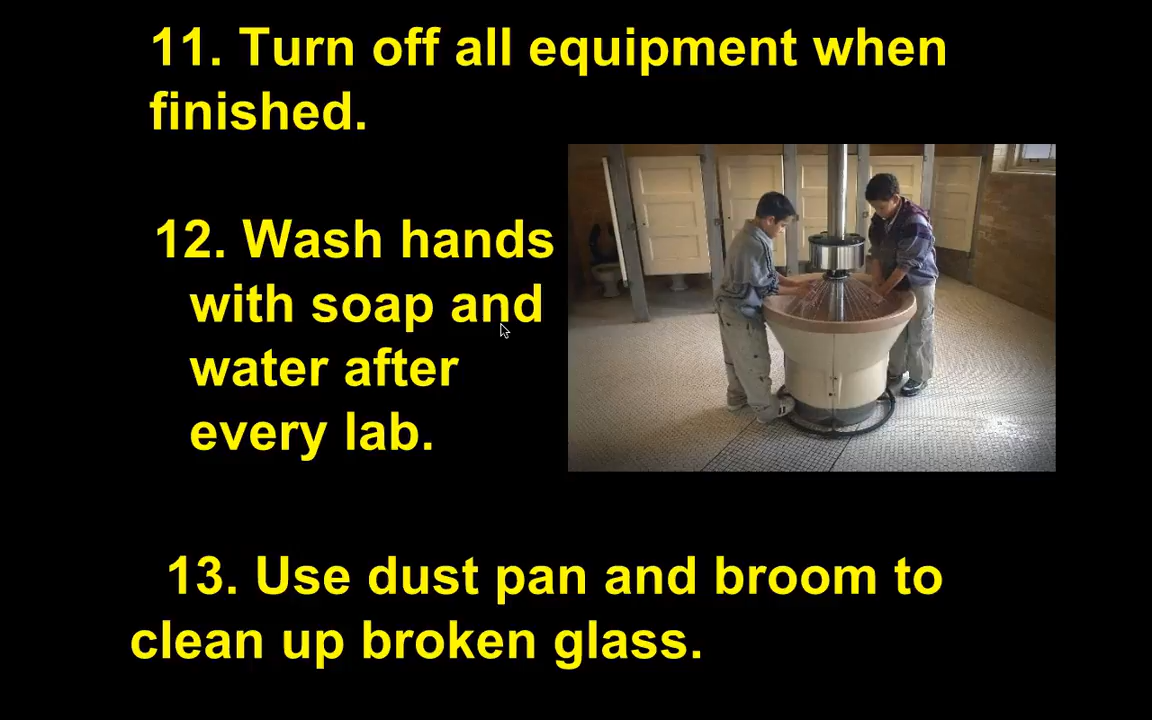 11. Turn off all equipment when
finished.
12. Wash hands
with soap and
water after
every lab.
13. Use dust pan and broom to
clean up broken glass.